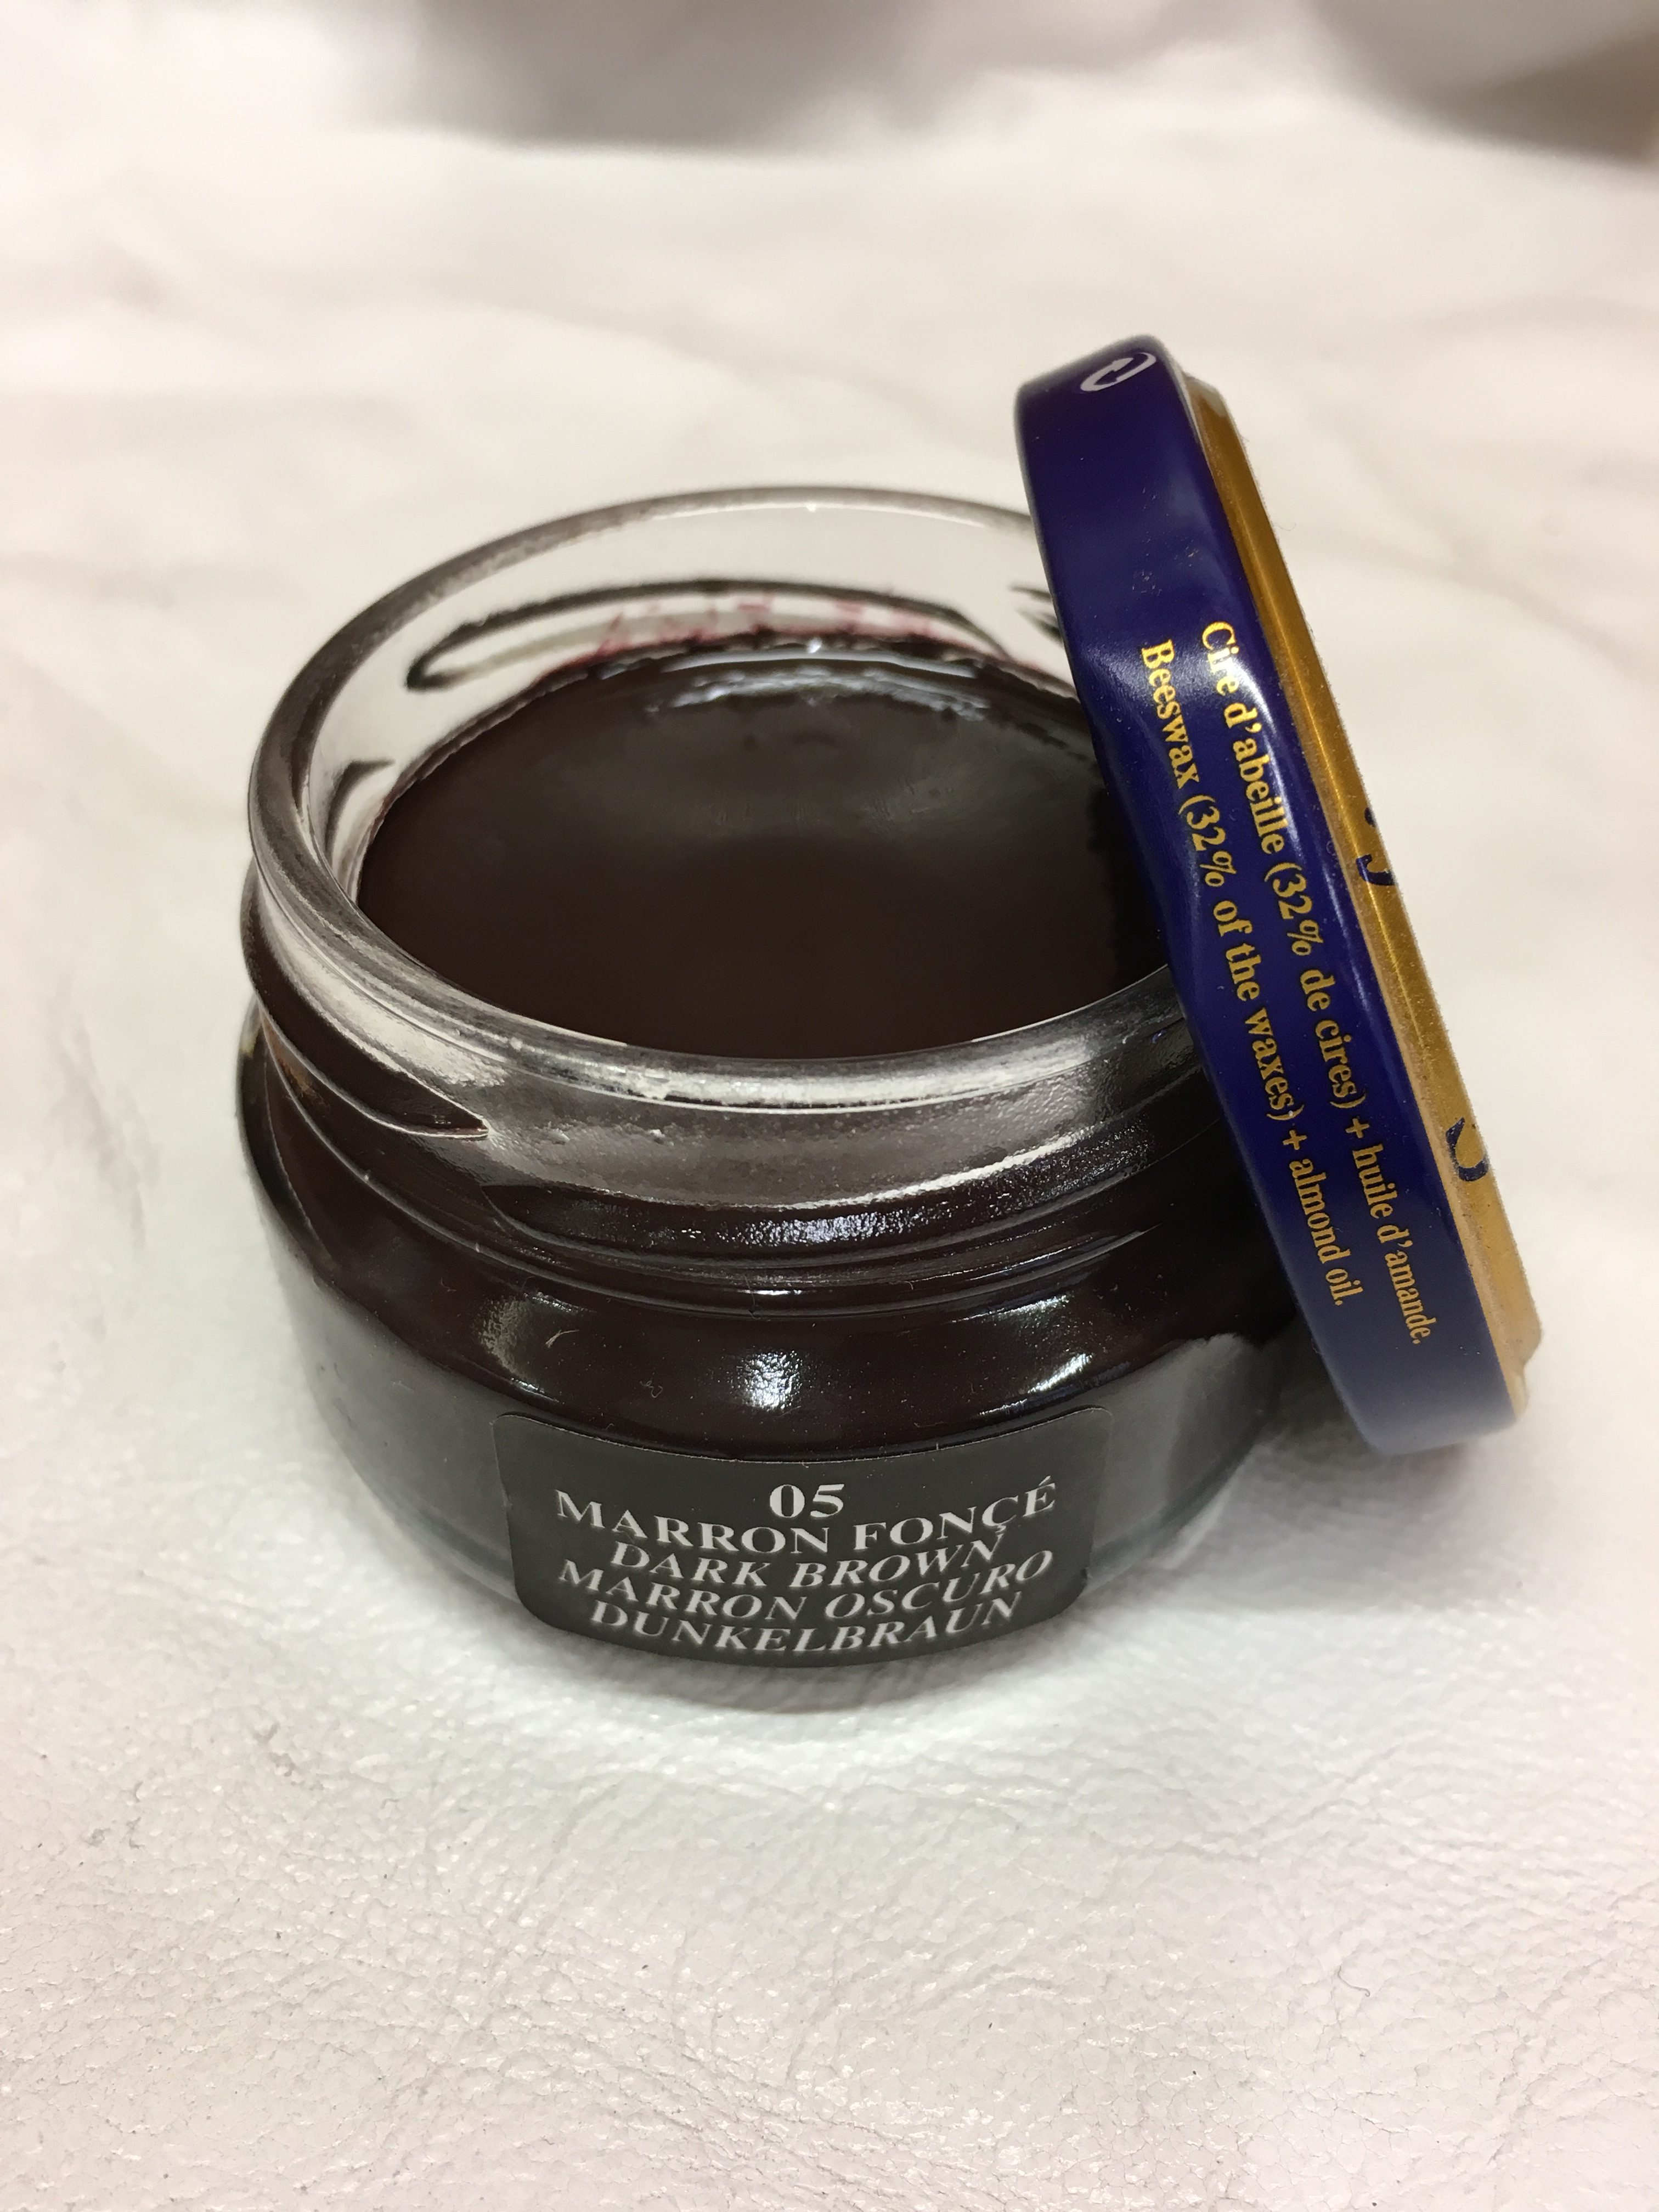 Cire d'abeille (32% de cires) + huile d'amande.
Beeswax (32% of the waxes) + almond oil.
05
MARRON FONÇÉ
DARK BROWN
MARRON OSCURO
DUNKELBRAUN